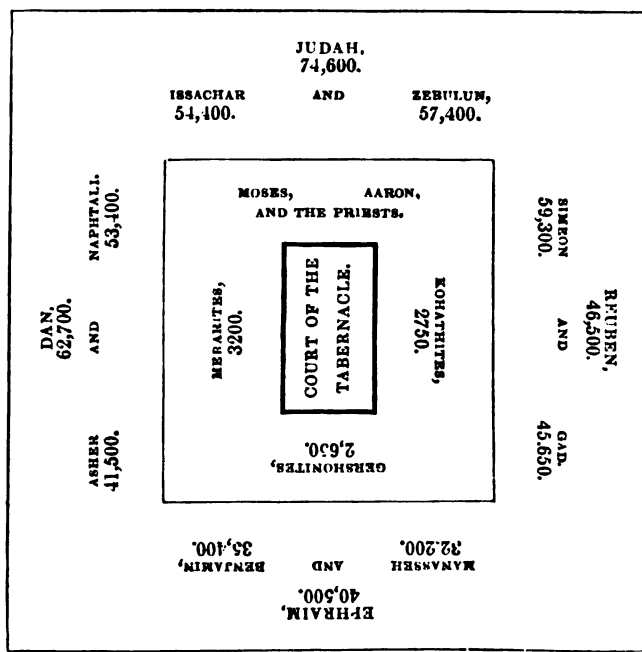 JUDAH,
74,600.
ISSACHAR AND ZEBULUN,
54,400. 57,400.
MOSES, AARON,
AND THE PRIESTS.
NAPHTALI.
53,400.
DAN,
62,700.
AND
ASHER
41,500.
MERARITES,
3200.
COURT OF THE
TABERNACLE.
KOHATHITES,
2750.
SIMEON
59,300.
REUBEN,
46,500.
AND
GAD.
45.650.
GERSHONITES,
2,630.
MANASSEH AND BENJAMIN,
32.200. 35,400.
EPHRAIM,
40,500.